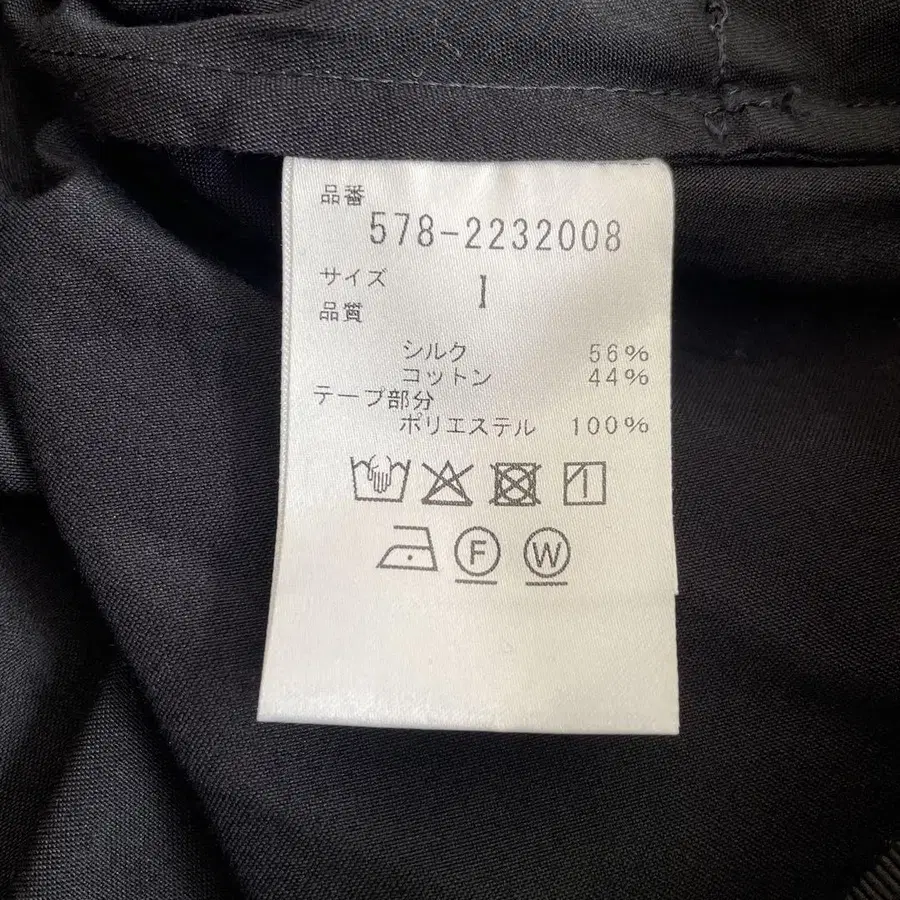 品番
578-2232008
サイズ 1
品質
シルク 56%
コットン 44%
テープ部分
ポリエステル 100%
F W